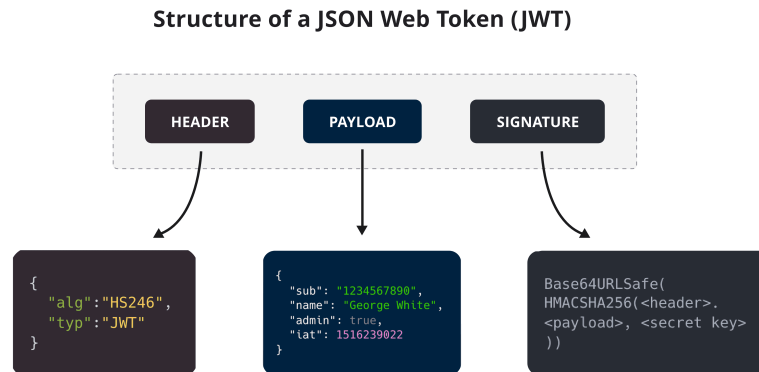 Structure of a JSON Web Token (JWT)
HEADER
PAYLOAD
SIGNATURE
{
"alg":"HS246",
"typ":"JWT"
}
{
"sub": "1234567890",
"name": "George White",
"admin": true,
"iat": 1516239022
}
Base64URLSafe(
HMACSHA256(<header>.
<payload>, <secret key>
))